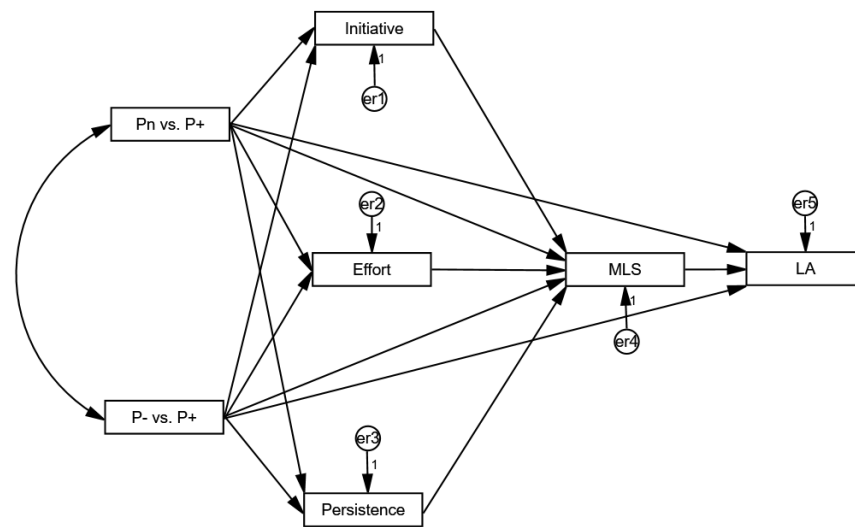 Initiative
1
er1
Pn vs. P+
er2
1
er5
1
Effort
MLS
LA
1
er4
P- vs. P+
er3
1
Persistence